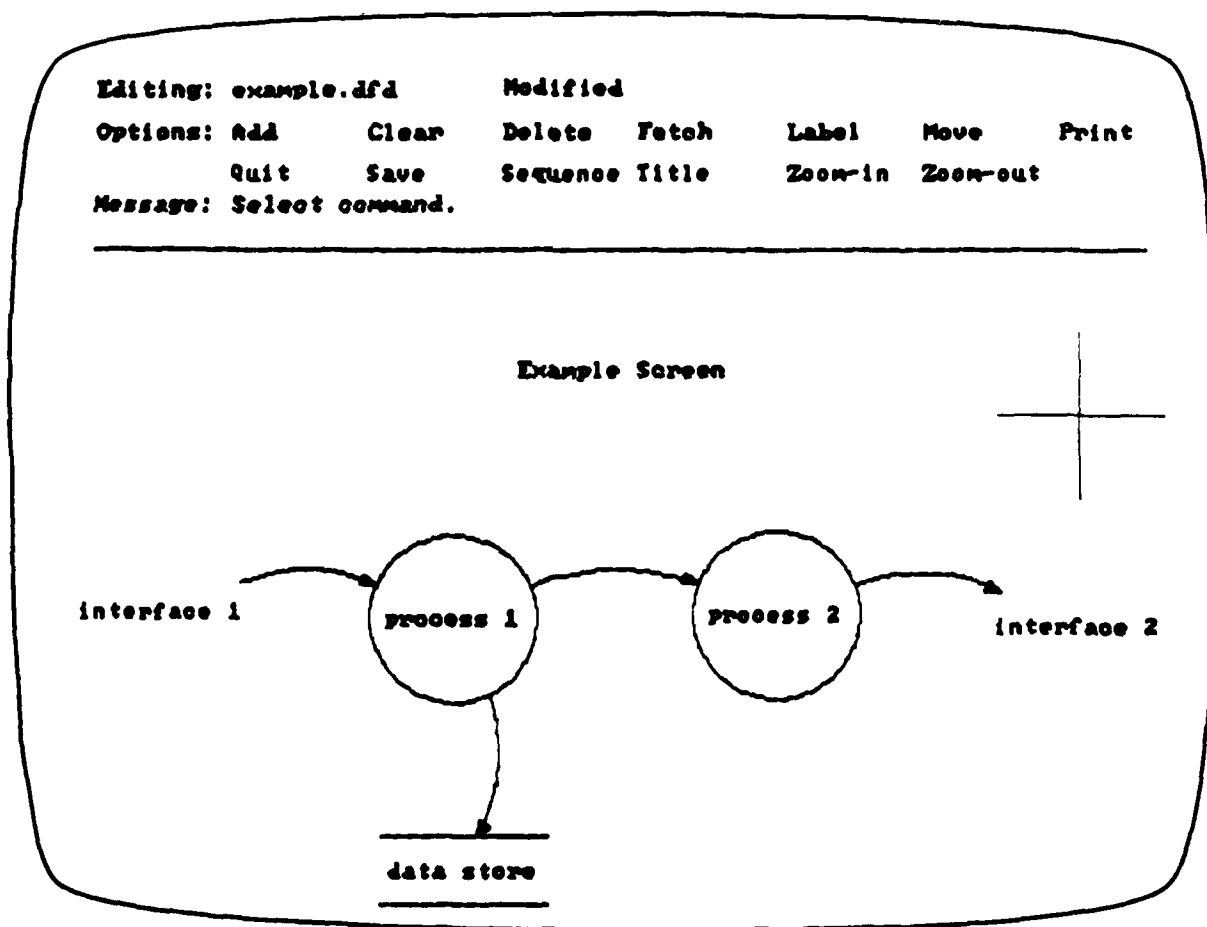 Editing: example.dfd Modified
Options: Add Clear Delete Fetch Label Move Print
Quit Save Sequence Title Zoom-in Zoom-out
Message: Select command.
Example Screen
interface 1 process 1 process 2 interface 2
data store